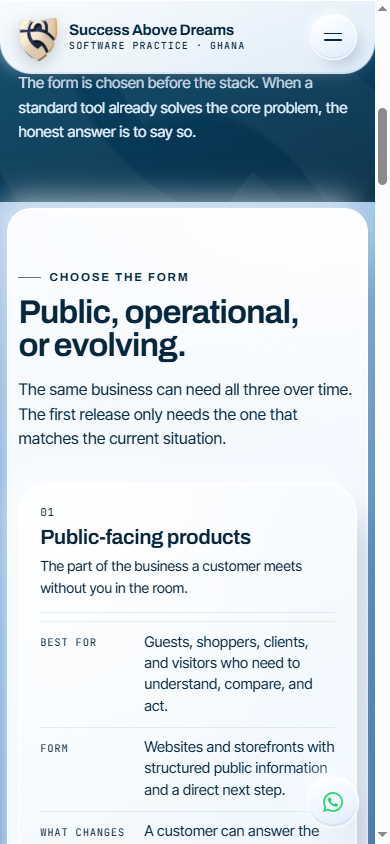 Success Above Dreams
SOFTWARE PRACTICE · GHANA
The form is chosen before the stack. When a
standard tool already solves the core problem, the
honest answer is to say so.
CHOOSE THE FORM
Public, operational,
or evolving.
The same business can need all three over time.
The first release only needs the one that
matches the current situation.
01
Public-facing products
The part of the business a customer meets
without you in the room.
BEST FOR
Guests, shoppers, clients,
and visitors who need to
understand, compare, and
act.
FORM
Websites and storefronts with
structured public information
and a direct next step.
WHAT CHANGES
A customer can answer the